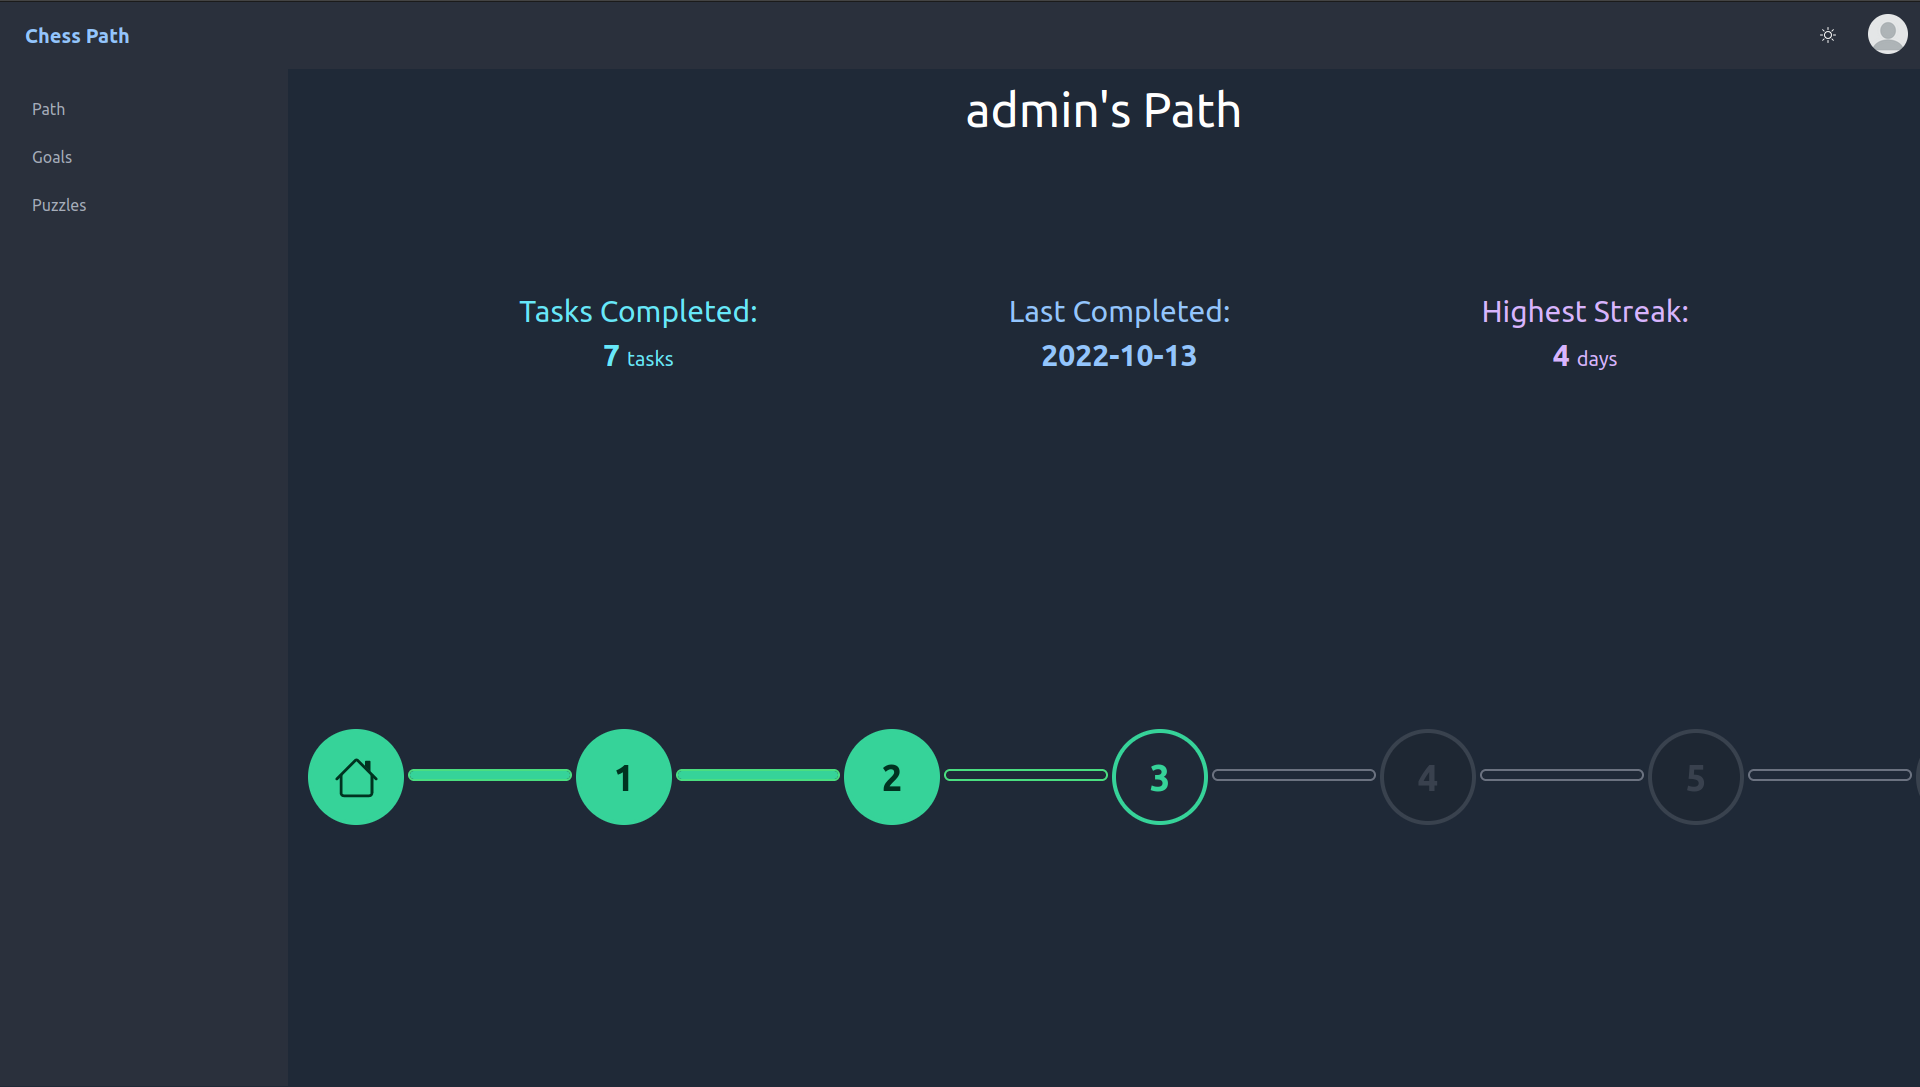 Chess Path
Path
Goals
Puzzles
admin's Path
Tasks Completed:
7 tasks
Last Completed:
2022-10-13
Highest Streak:
4 days
1
2
3
4
5